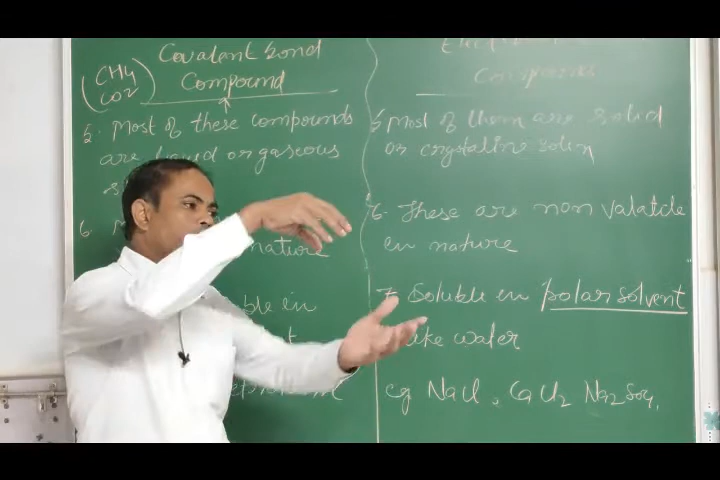 Covalent bond
(CH4
CO2)
Compound
5. Most of these compounds
are liquid or gaseous
6.
nature
ble in
Compounds
5 Most of them are solid
or crystaline solid
6. These are non valatile
in nature
7. Soluble in polar solvent
like water
eg NaCl, CaCl2 Na2SO4,